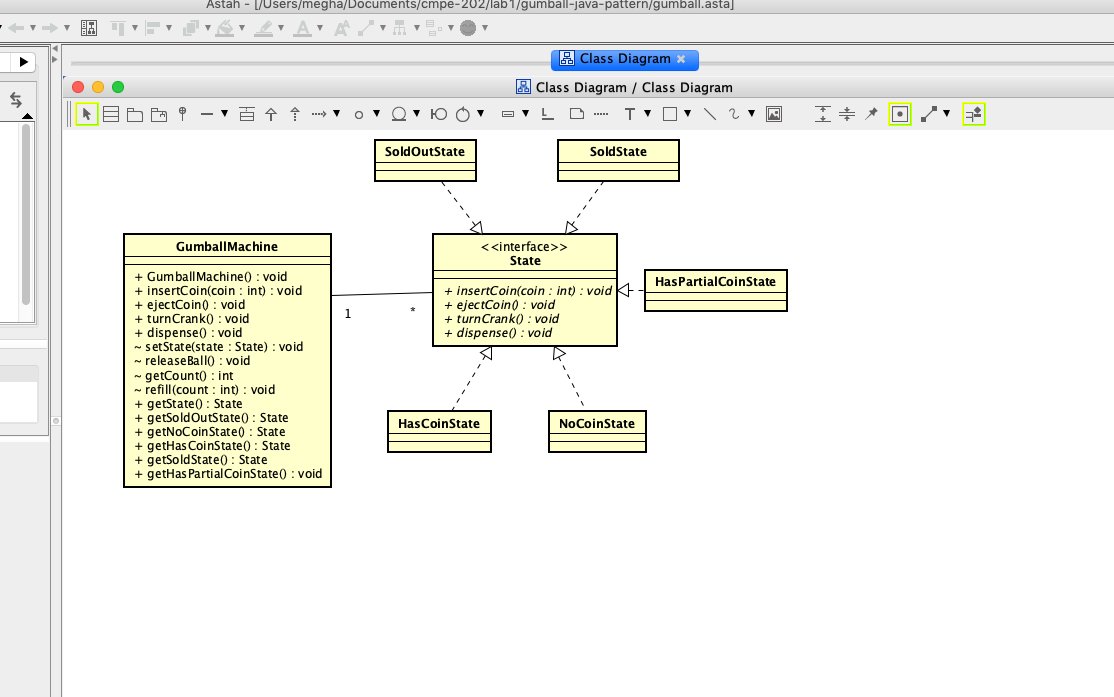 Astah - [/Users/megha/Documents/cmpe-202/lab1/gumball-java-pattern/gumball.asta]
Class Diagram
Class Diagram / Class Diagram
SoldOutState
SoldState
GumballMachine
+ GumballMachine() : void
+ insertCoin(coin : int) : void
+ ejectCoin() : void
+ turnCrank() : void
+ dispense() : void
~ setState(state : State) : void
~ releaseBall() : void
~ getCount() : int
~ refill(count : int) : void
+ getState() : State
+ getSoldOutState() : State
+ getNoCoinState() : State
+ getHasCoinState() : State
+ getSoldState() : State
+ getHasPartialCoinState() : void
1
*
<<interface>>
State
+ insertCoin(coin : int) : void
+ ejectCoin() : void
+ turnCrank() : void
+ dispense() : void
HasPartialCoinState
HasCoinState
NoCoinState